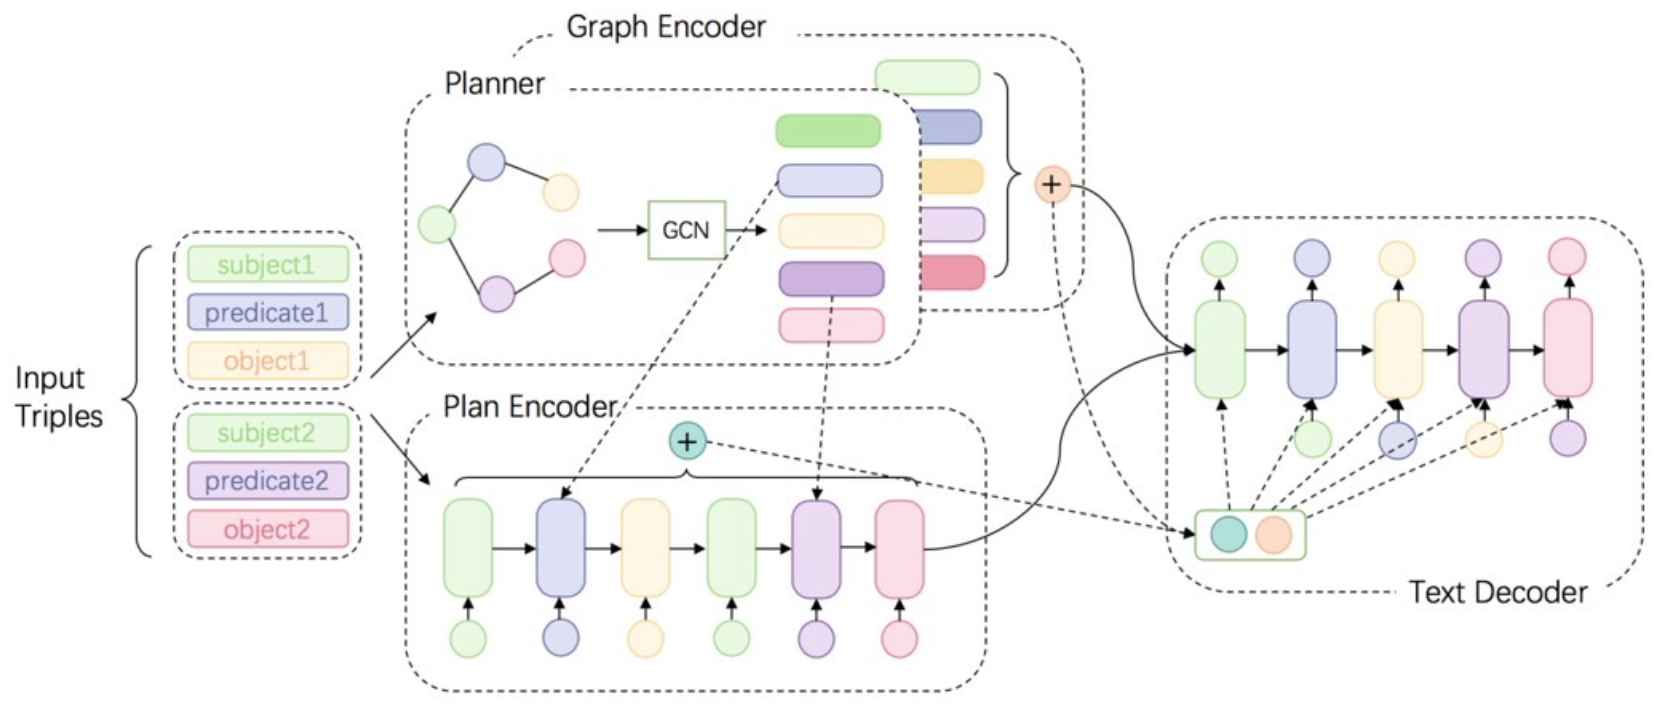 Graph Encoder
Planner
GCN
+
Input
Triples
subject1
predicate1
object1
subject2
predicate2
object2
Plan Encoder
+
Text Decoder